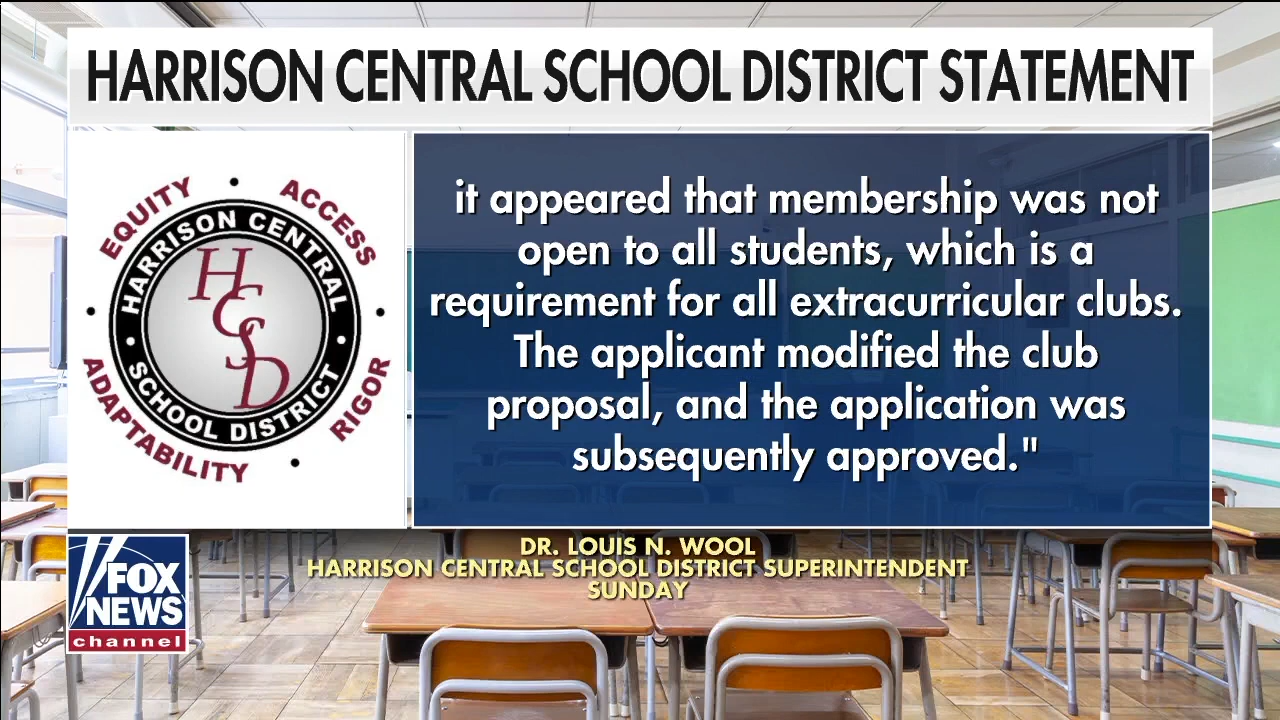 HARRISON CENTRAL SCHOOL DISTRICT STATEMENT
EQUITY
ACCESS
HARRISON CENTRAL
HCSD
SCHOOL DISTRICT
ADAPTABILITY
RIGOR
it appeared that membership was not
open to all students, which is a
requirement for all extracurricular clubs.
The applicant modified the club
proposal, and the application was
subsequently approved."
DR. LOUIS N. WOOL
HARRISON CENTRAL SCHOOL DISTRICT SUPERINTENDENT
SUNDAY
FOX
NEWS
channel